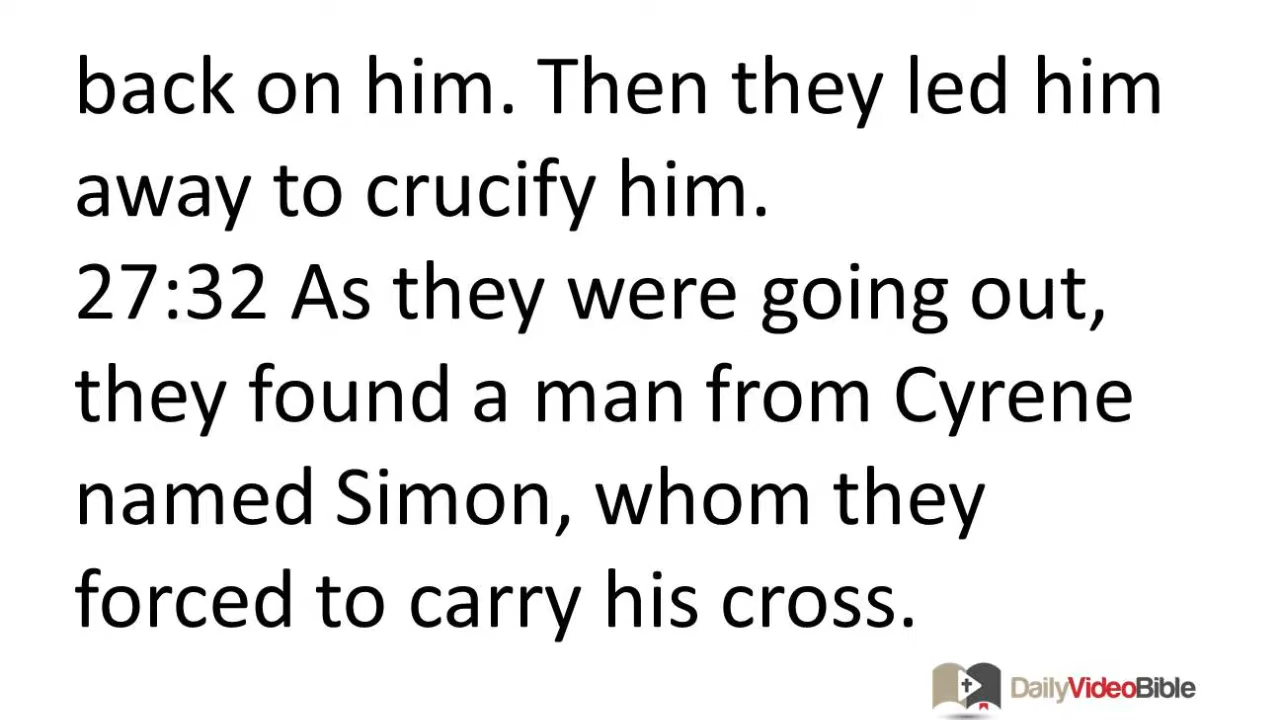 back on him. Then they led him
away to crucify him.
27:32 As they were going out,
they found a man from Cyrene
named Simon, whom they
forced to carry his cross.
DailyVideoBible